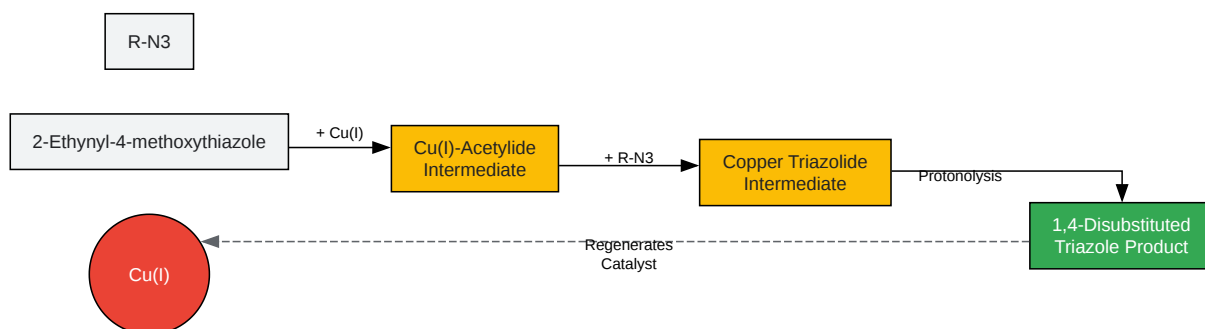 R-N3
2-Ethynyl-4-methoxythiazole
+ Cu(I)
Cu(I)-Acetylide
Intermediate
+ R-N3
Copper Triazolide
Intermediate
Protonolysis
1,4-Disubstituted
Triazole Product
Regenerates
Catalyst
Cu(I)